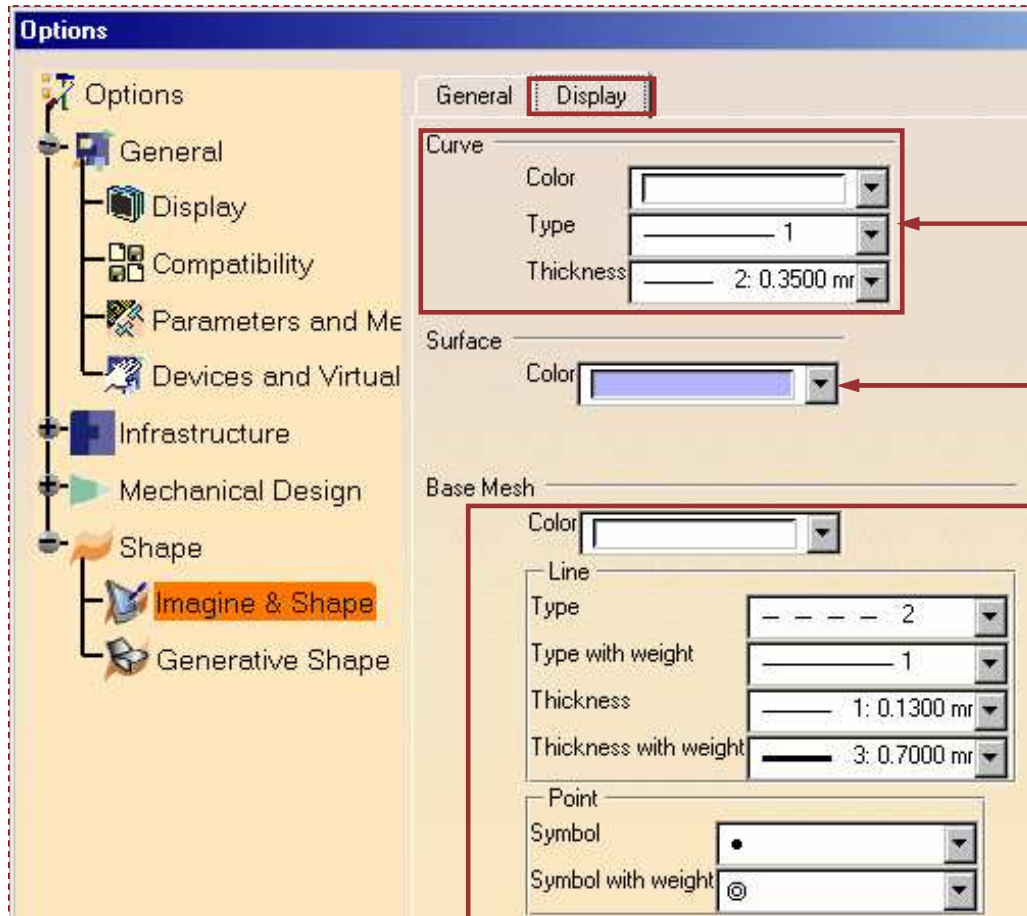 Options
Options
General
Display
Compatibility
Parameters and Me
Devices and Virtual
Infrastructure
Mechanical Design
Shape
Imagine & Shape
Generative Shape
General Display
Curve
Color
Type 1
Thickness 2: 0.3500 mr
Surface
Color
Base Mesh
Color
Line
Type 2
Type with weight 1
Thickness 1: 0.1300 mr
Thickness with weight 3: 0.7000 mr
Point
Symbol
Symbol with weight